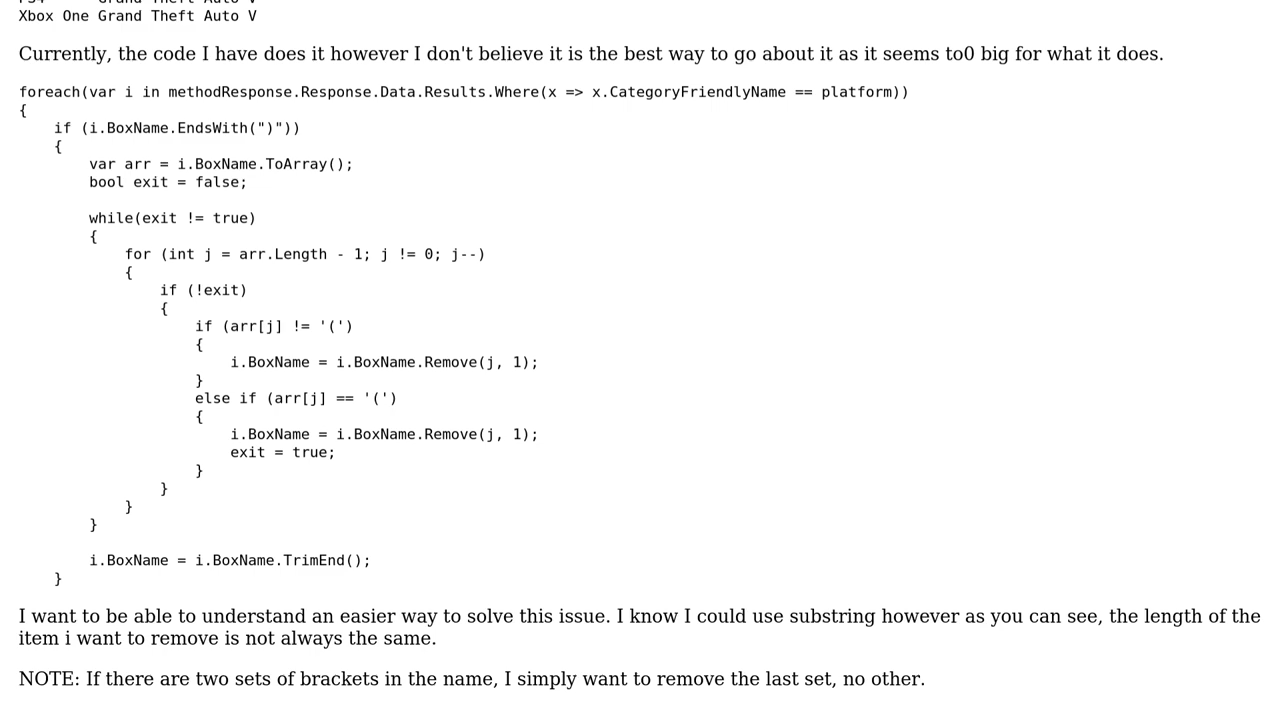 Xbox One Grand Theft Auto V
Currently, the code I have does it however I don't believe it is the best way to go about it as it seems to0 big for what it does.
foreach(var i in methodResponse.Response.Data.Results.Where(x => x.CategoryFriendlyName == platform))
{
    if (i.BoxName.EndsWith(")"))
    {
        var arr = i.BoxName.ToArray();
        bool exit = false;

        while(exit != true)
        {
            for (int j = arr.Length - 1; j != 0; j--)
            {
                if (!exit)
                {
                    if (arr[j] != '(')
                    {
                        i.BoxName = i.BoxName.Remove(j, 1);
                    }
                    else if (arr[j] == '(')
                    {
                        i.BoxName = i.BoxName.Remove(j, 1);
                        exit = true;
                    }
                }
            }
        }

        i.BoxName = i.BoxName.TrimEnd();
    }
I want to be able to understand an easier way to solve this issue. I know I could use substring however as you can see, the length of the
item i want to remove is not always the same.
NOTE: If there are two sets of brackets in the name, I simply want to remove the last set, no other.